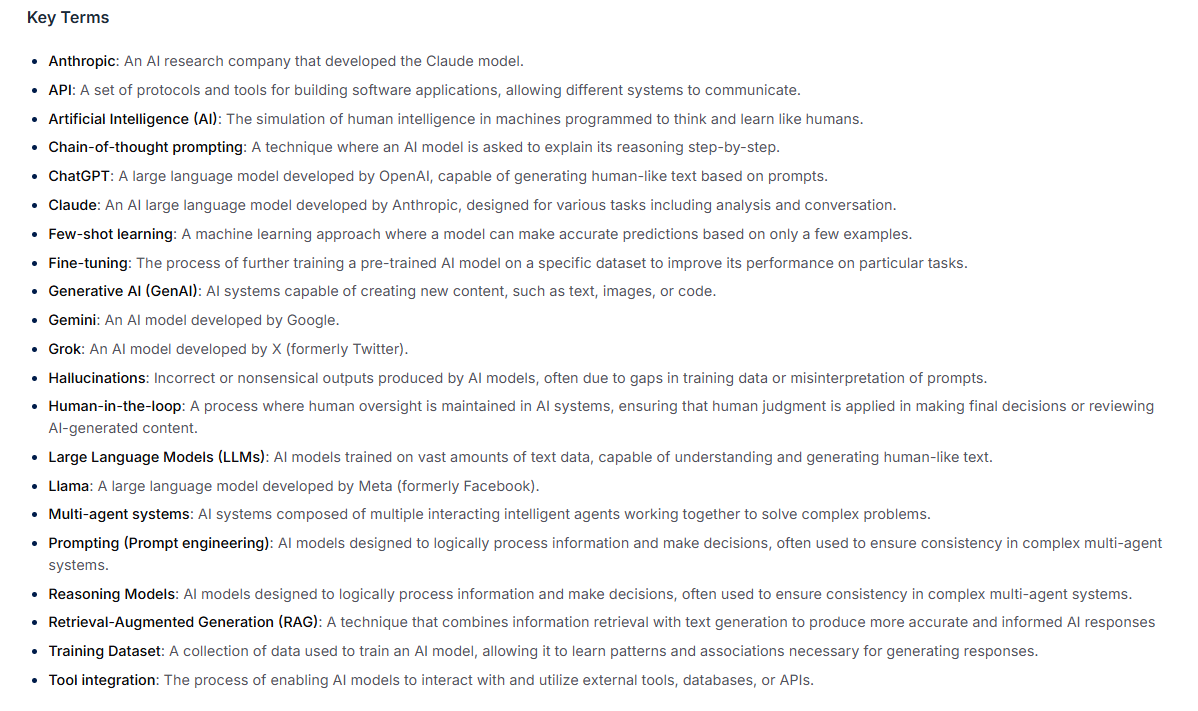 Key Terms
Anthropic: An AI research company that developed the Claude model.
API: A set of protocols and tools for building software applications, allowing different systems to communicate.
Artificial Intelligence (AI): The simulation of human intelligence in machines programmed to think and learn like humans.
Chain-of-thought prompting: A technique where an AI model is asked to explain its reasoning step-by-step.
ChatGPT: A large language model developed by OpenAI, capable of generating human-like text based on prompts.
Claude: An AI large language model developed by Anthropic, designed for various tasks including analysis and conversation.
Few-shot learning: A machine learning approach where a model can make accurate predictions based on only a few examples.
Fine-tuning: The process of further training a pre-trained AI model on a specific dataset to improve its performance on particular tasks.
Generative AI (GenAI): AI systems capable of creating new content, such as text, images, or code.
Gemini: An AI model developed by Google.
Grok: An AI model developed by X (formerly Twitter).
Hallucinations: Incorrect or nonsensical outputs produced by AI models, often due to gaps in training data or misinterpretation of prompts.
Human-in-the-loop: A process where human oversight is maintained in AI systems, ensuring that human judgment is applied in making final decisions or reviewing
AI-generated content.
Large Language Models (LLMs): AI models trained on vast amounts of text data, capable of understanding and generating human-like text.
Llama: A large language model developed by Meta (formerly Facebook).
Multi-agent systems: AI systems composed of multiple interacting intelligent agents working together to solve complex problems.
Prompting (Prompt engineering): AI models designed to logically process information and make decisions, often used to ensure consistency in complex multi-agent
systems.
Reasoning Models: AI models designed to logically process information and make decisions, often used to ensure consistency in complex multi-agent systems.
Retrieval-Augmented Generation (RAG): A technique that combines information retrieval with text generation to produce more accurate and informed AI responses
Training Dataset: A collection of data used to train an AI model, allowing it to learn patterns and associations necessary for generating responses.
Tool integration: The process of enabling AI models to interact with and utilize external tools, databases, or APIs.